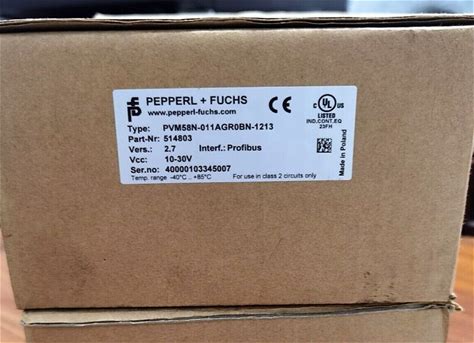 PEPPERL + FUCHS
www.pepperl-fuchs.com
Type: PVM58N-011AGR0BN-1213
Part-Nr: 514803
Vers.: 2.7 Interf.: Profibus
Vcc: 10-30V
Ser.no: 40000103345007
Temp. range -40°C... +85°C For use in class 2 circuits only
CE
C UL US
LISTED
IND.CONT.EQ
23FH
Made in Poland